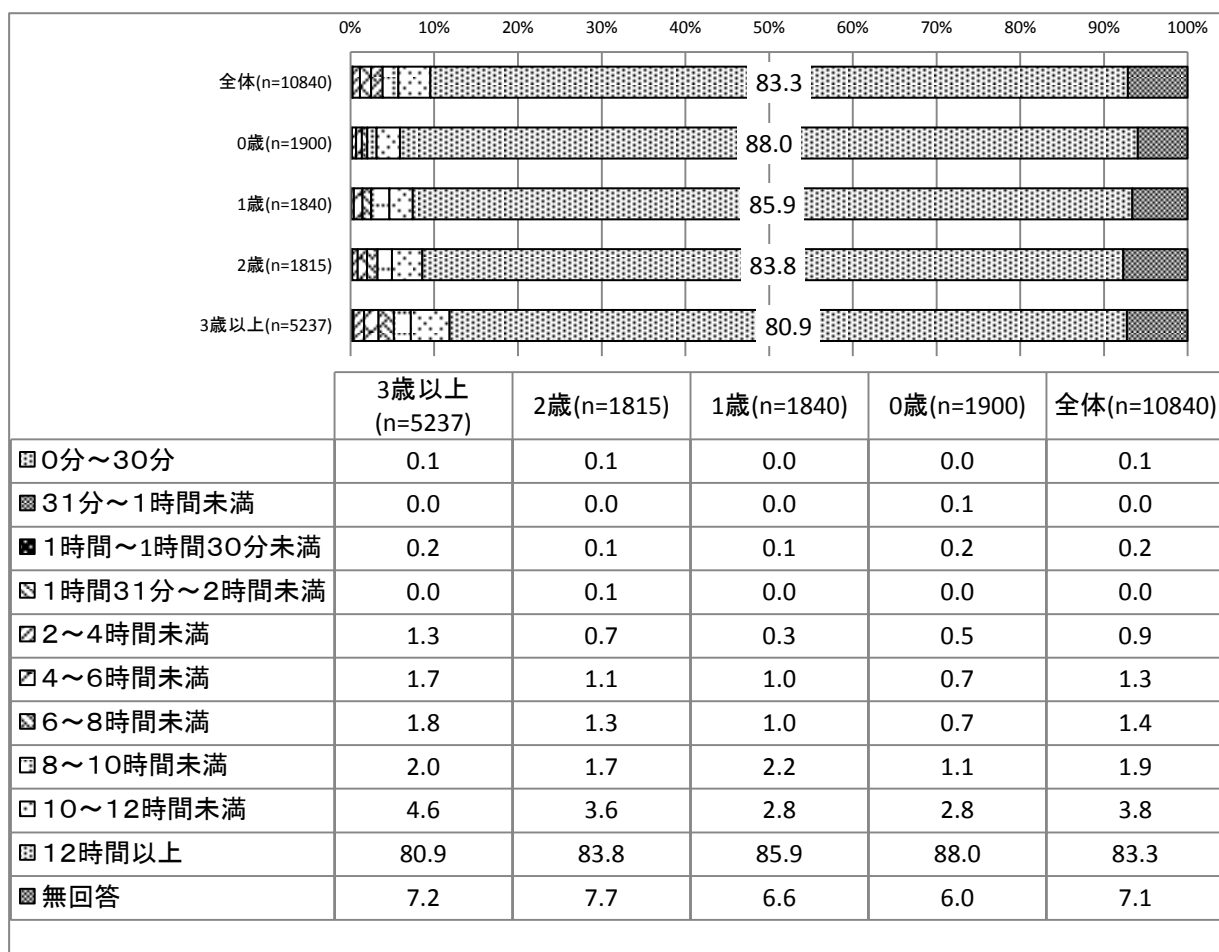 0% 10% 20% 30% 40% 50% 60% 70% 80% 90% 100%
全体(n=10840) 83.3
0歳(n=1900) 88.0
1歳(n=1840) 85.9
2歳(n=1815) 83.8
3歳以上(n=5237) 80.9
3歳以上
(n=5237) 2歳(n=1815) 1歳(n=1840) 0歳(n=1900) 全体(n=10840)
０分～30分 0.1 0.1 0.0 0.0 0.1
31分～１時間未満 0.0 0.0 0.0 0.1 0.0
１時間～1時間30分未満 0.2 0.1 0.1 0.2 0.2
１時間31分～２時間未満 0.0 0.1 0.0 0.0 0.0
２～４時間未満 1.3 0.7 0.3 0.5 0.9
４～６時間未満 1.7 1.1 1.0 0.7 1.3
６～８時間未満 1.8 1.3 1.0 0.7 1.4
８～10時間未満 2.0 1.7 2.2 1.1 1.9
10～１2時間未満 4.6 3.6 2.8 2.8 3.8
１2時間以上 80.9 83.8 85.9 88.0 83.3
無回答 7.2 7.7 6.6 6.0 7.1